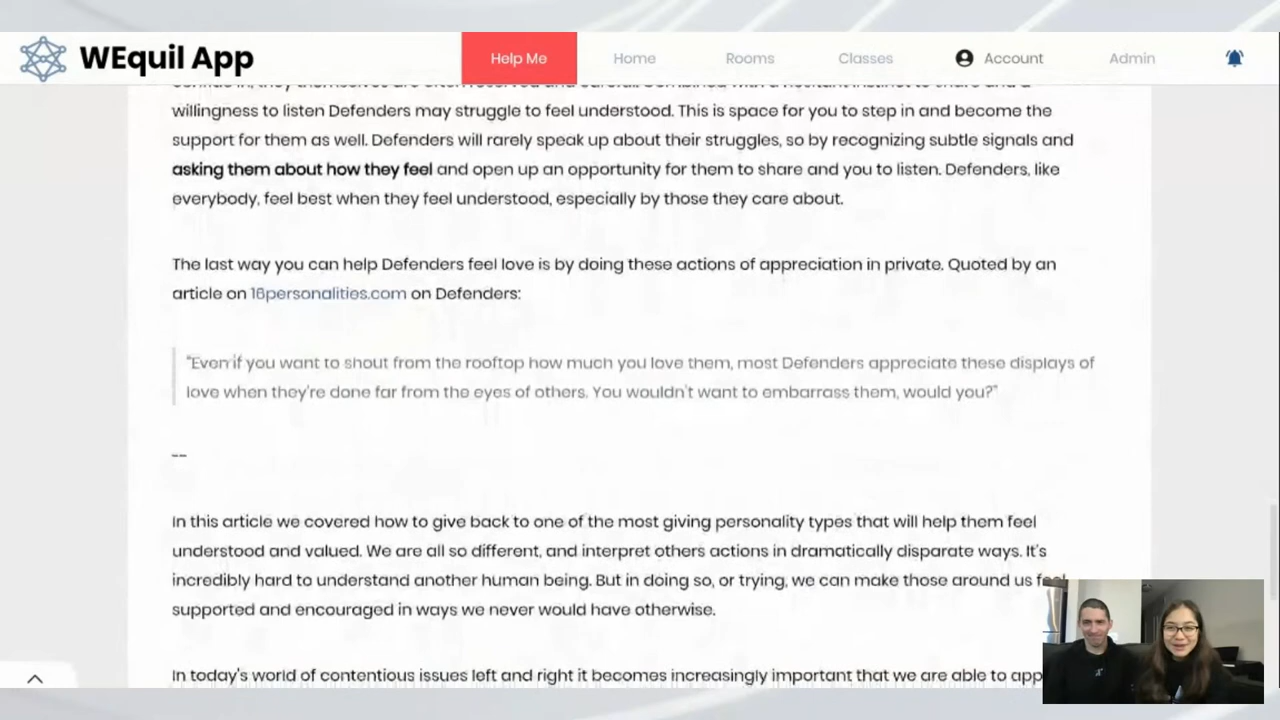 WEquil App
Help Me
Home
Rooms
Classes
Account
Admin
willingness to listen Defenders may struggle to feel understood. This is space for you to step in and become the
support for them as well. Defenders will rarely speak up about their struggles, so by recognizing subtle signals and
asking them about how they feel and open up an opportunity for them to share and you to listen. Defenders, like
everybody, feel best when they feel understood, especially by those they care about.
The last way you can help Defenders feel love is by doing these actions of appreciation in private. Quoted by an
article on 16personalities.com on Defenders:
"Even if you want to shout from the rooftop how much you love them, most Defenders appreciate these displays of
love when they're done far from the eyes of others. You wouldn't want to embarrass them, would you?"
--
In this article we covered how to give back to one of the most giving personality types that will help them feel
understood and valued. We are all so different, and interpret others actions in dramatically disparate ways. It's
incredibly hard to understand another human being. But in doing so, or trying, we can make those around us feel
supported and encouraged in ways we never would have otherwise.
In today's world of contentious issues left and right it becomes increasingly important that we are able to